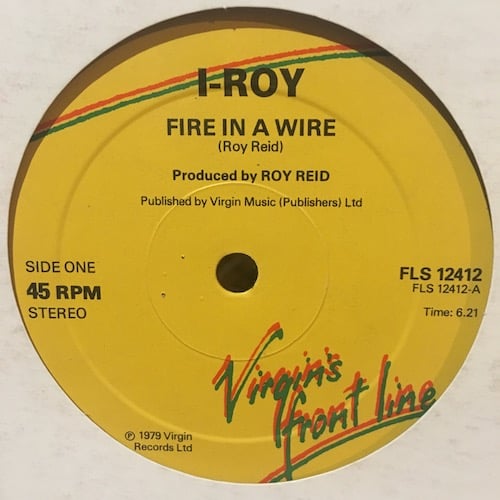 I-ROY
FIRE IN A WIRE
(Roy Reid)
Produced by ROY REID
Published by Virgin Music (Publishers) Ltd
SIDE ONE
45 RPM
STEREO
FLS 12412
FLS 12412-A
Time: 6.21
Virgin's
front line
℗ 1979 Virgin
Records Ltd